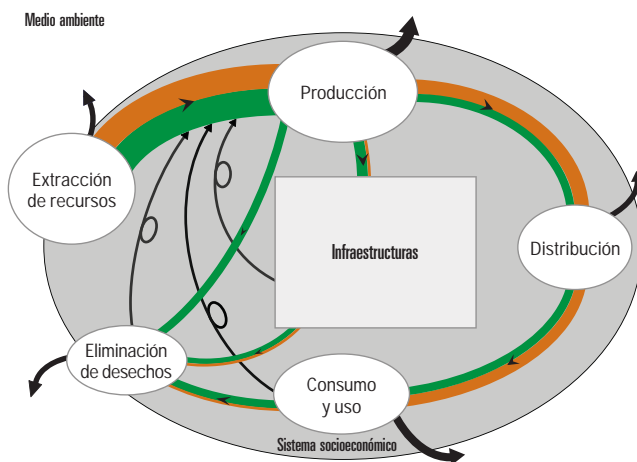 Medio ambiente
Producción
Extracción
de recursos
Infraestructuras
Distribución
Eliminación
de desechos
Consumo
y uso
Sistema socioeconómico